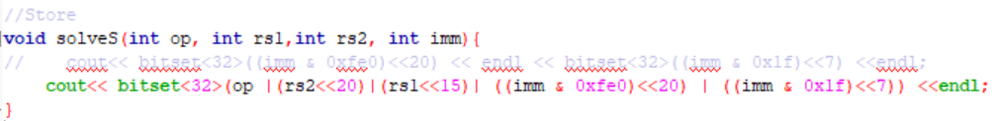 //Store
void solveS(int op, int rs1,int rs2, int imm){
//    cout<< bitset<32>((imm & 0xfe0)<<20) << endl << bitset<32>((imm & 0x1f)<<7) <<endl;
    cout<< bitset<32>(op |(rs2<<20)|(rs1<<15)| ((imm & 0xfe0)<<20) | ((imm & 0x1f)<<7)) <<endl;
}